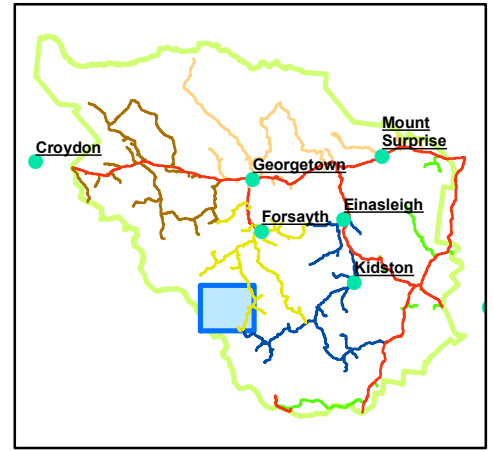 Mount
Surprise
Croydon
Georgetown
Einasleigh
Forsayth
Kidston